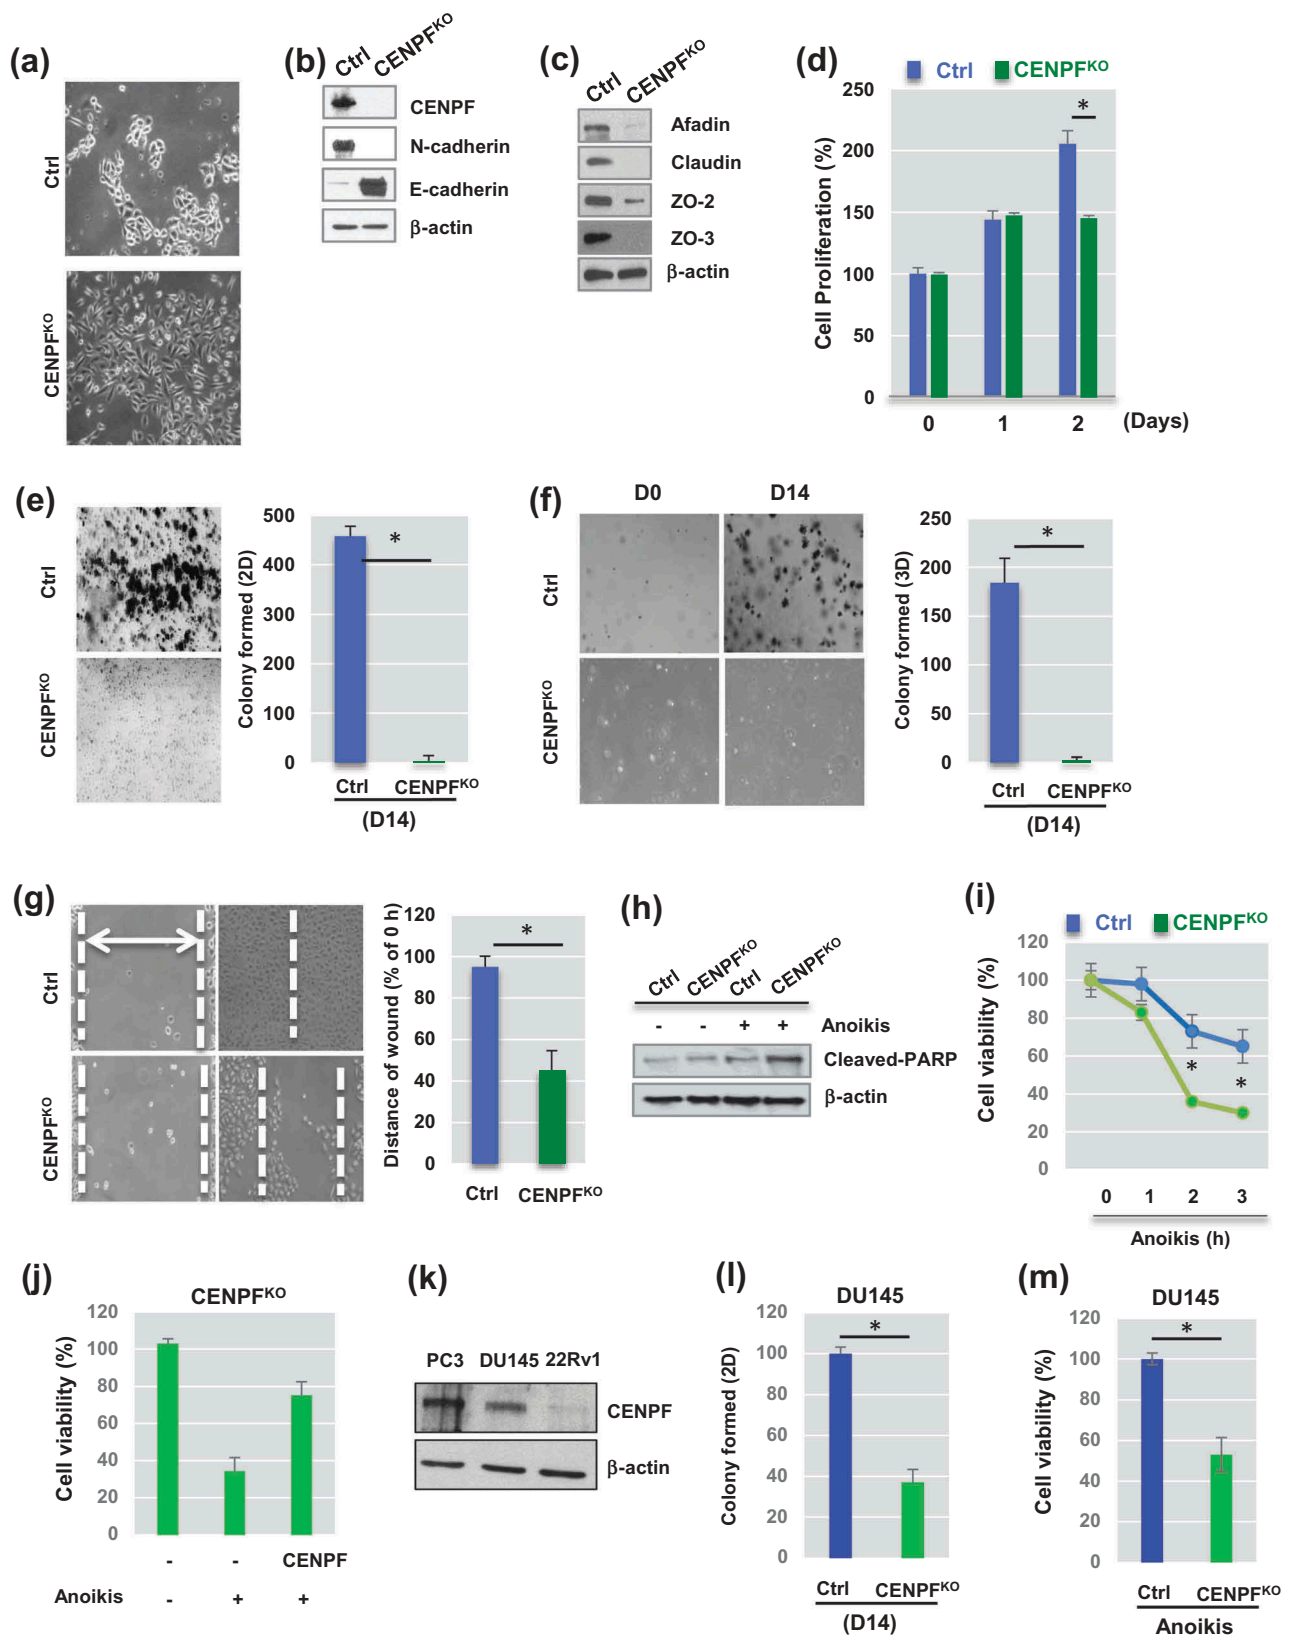 (a)
Ctrl
CENPFKO
(b)
Ctrl
CENPFKO
CENPF
N-cadherin
E-cadherin
β-actin
(c)
Ctrl
CENPFKO
Afadin
Claudin
ZO-2
ZO-3
β-actin
(d)
Ctrl CENPFKO
Cell Proliferation (%)
250
200
150
100
50
0
0 1 2 (Days)
*
(e)
Ctrl
CENPFKO
Colony formed (2D)
500
400
300
200
100
0
*
Ctrl CENPFKO
(D14)
(f)
D0 D14
Ctrl
CENPFKO
Colony formed (3D)
250
200
150
100
50
0
*
Ctrl CENPFKO
(D14)
(g)
Ctrl
CENPFKO
Distance of wound (% of 0 h)
120
100
80
60
40
20
0
*
Ctrl CENPFKO
(h)
Ctrl CENPFKO Ctrl CENPFKO
- - + + Anoikis
Cleaved-PARP
β-actin
(i)
Ctrl CENPFKO
Cell viability (%)
120
100
80
60
40
20
0
*
*
0 1 2 3
Anoikis (h)
(j)
CENPFKO
Cell viability (%)
120
100
80
60
40
20
0
- - CENPF
Anoikis - + +
(k)
PC3 DU145 22Rv1
CENPF
β-actin
(l)
DU145
Colony formed (2D)
120
100
80
60
40
20
0
*
Ctrl CENPFKO
(D14)
(m)
DU145
Cell viability (%)
120
100
80
60
40
20
0
*
Ctrl CENPFKO
Anoikis